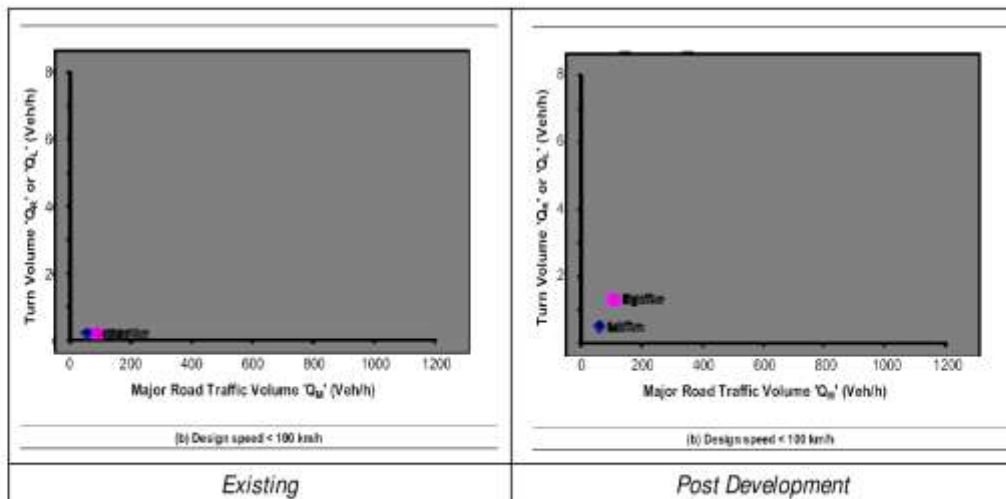 Turn Volume 'QR' or 'QL' (Veh/h)
8
6
4
2
0 200 400 600 800 1000 1200
Major Road Traffic Volume 'QM' (Veh/h)
(b) Design speed < 100 km/h
Existing
Turn Volume 'QR' or 'QL' (Veh/h)
8
6
4
2
0 200 400 600 800 1000 1200
Major Road Traffic Volume 'QM' (Veh/h)
(b) Design speed < 100 km/h
Post Development